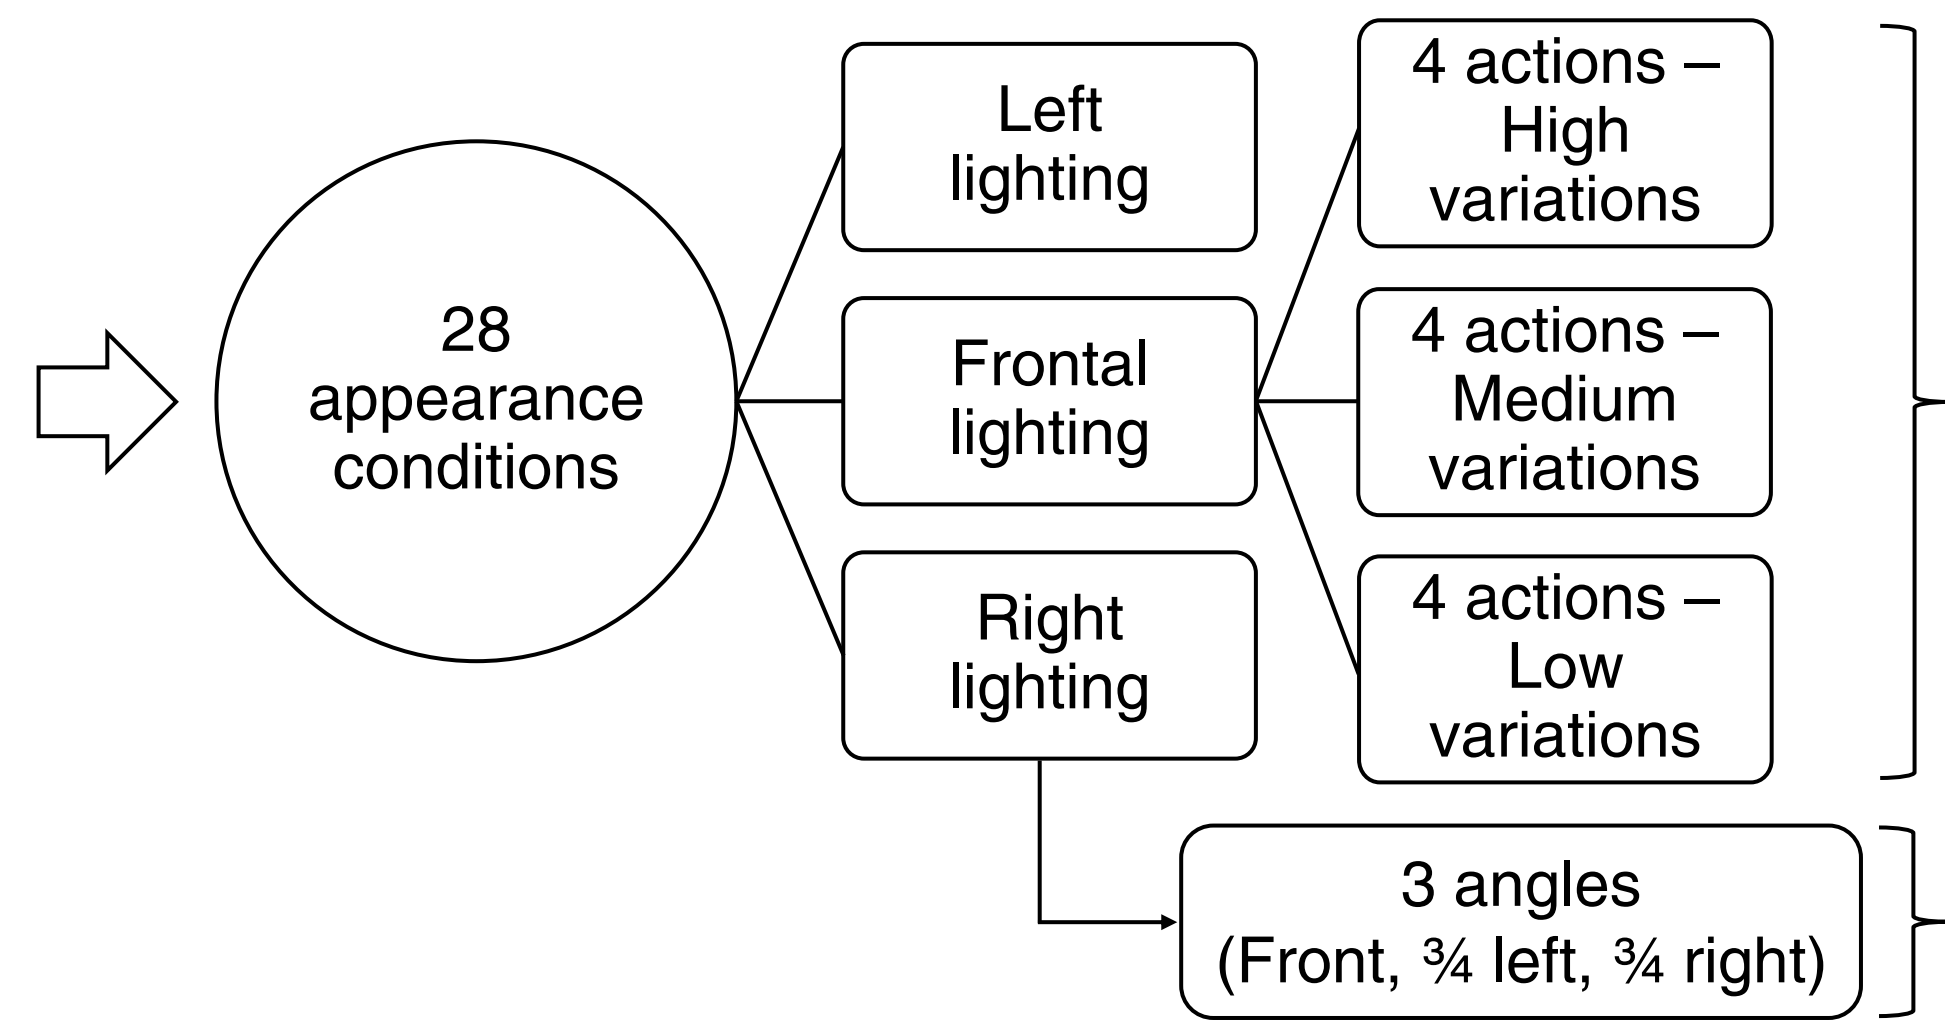 28
appearance
conditions
Left
lighting
Frontal
lighting
Right
lighting
4 actions –
High
variations
4 actions –
Medium
variations
4 actions –
Low
variations
3 angles
(Front, ¾ left, ¾ right)